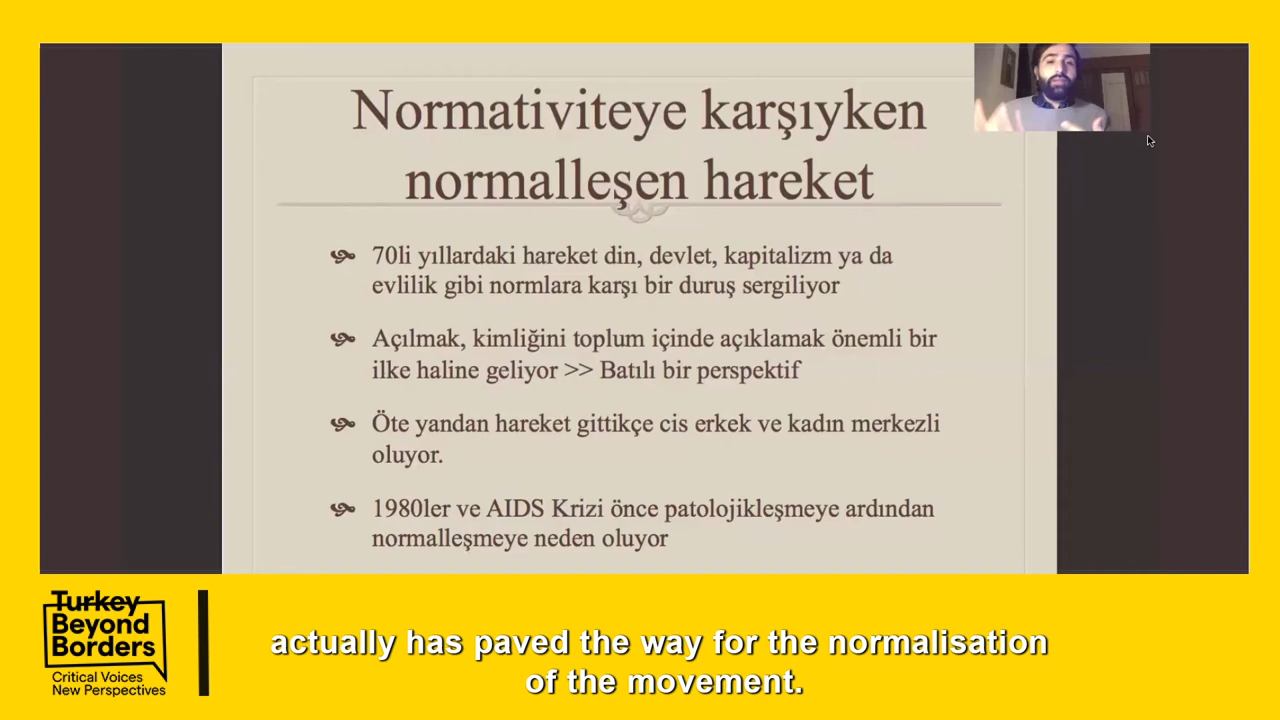 Normativiteye karşıyken
normalleşen hareket
70li yıllardaki hareket din, devlet, kapitalizm ya da
evlilik gibi normlara karşı bir duruş sergiliyor
Açılmak, kimliğini toplum içinde açıklamak önemli bir
ilke haline geliyor >> Batılı bir perspektif
Öte yandan hareket gittikçe cis erkek ve kadın merkezli
oluyor.
1980ler ve AIDS Krizi önce patolojikleşmeye ardından
normalleşmeye neden oluyor
Turkey
Beyond
Borders
Critical Voices
New Perspectives
actually has paved the way for the normalisation
of the movement.